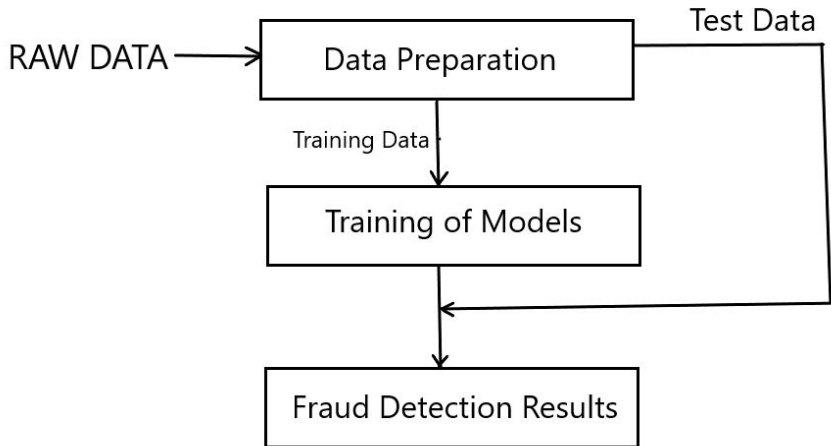 Test Data
RAW DATA
Data Preparation
Training Data
Training of Models
Fraud Detection Results